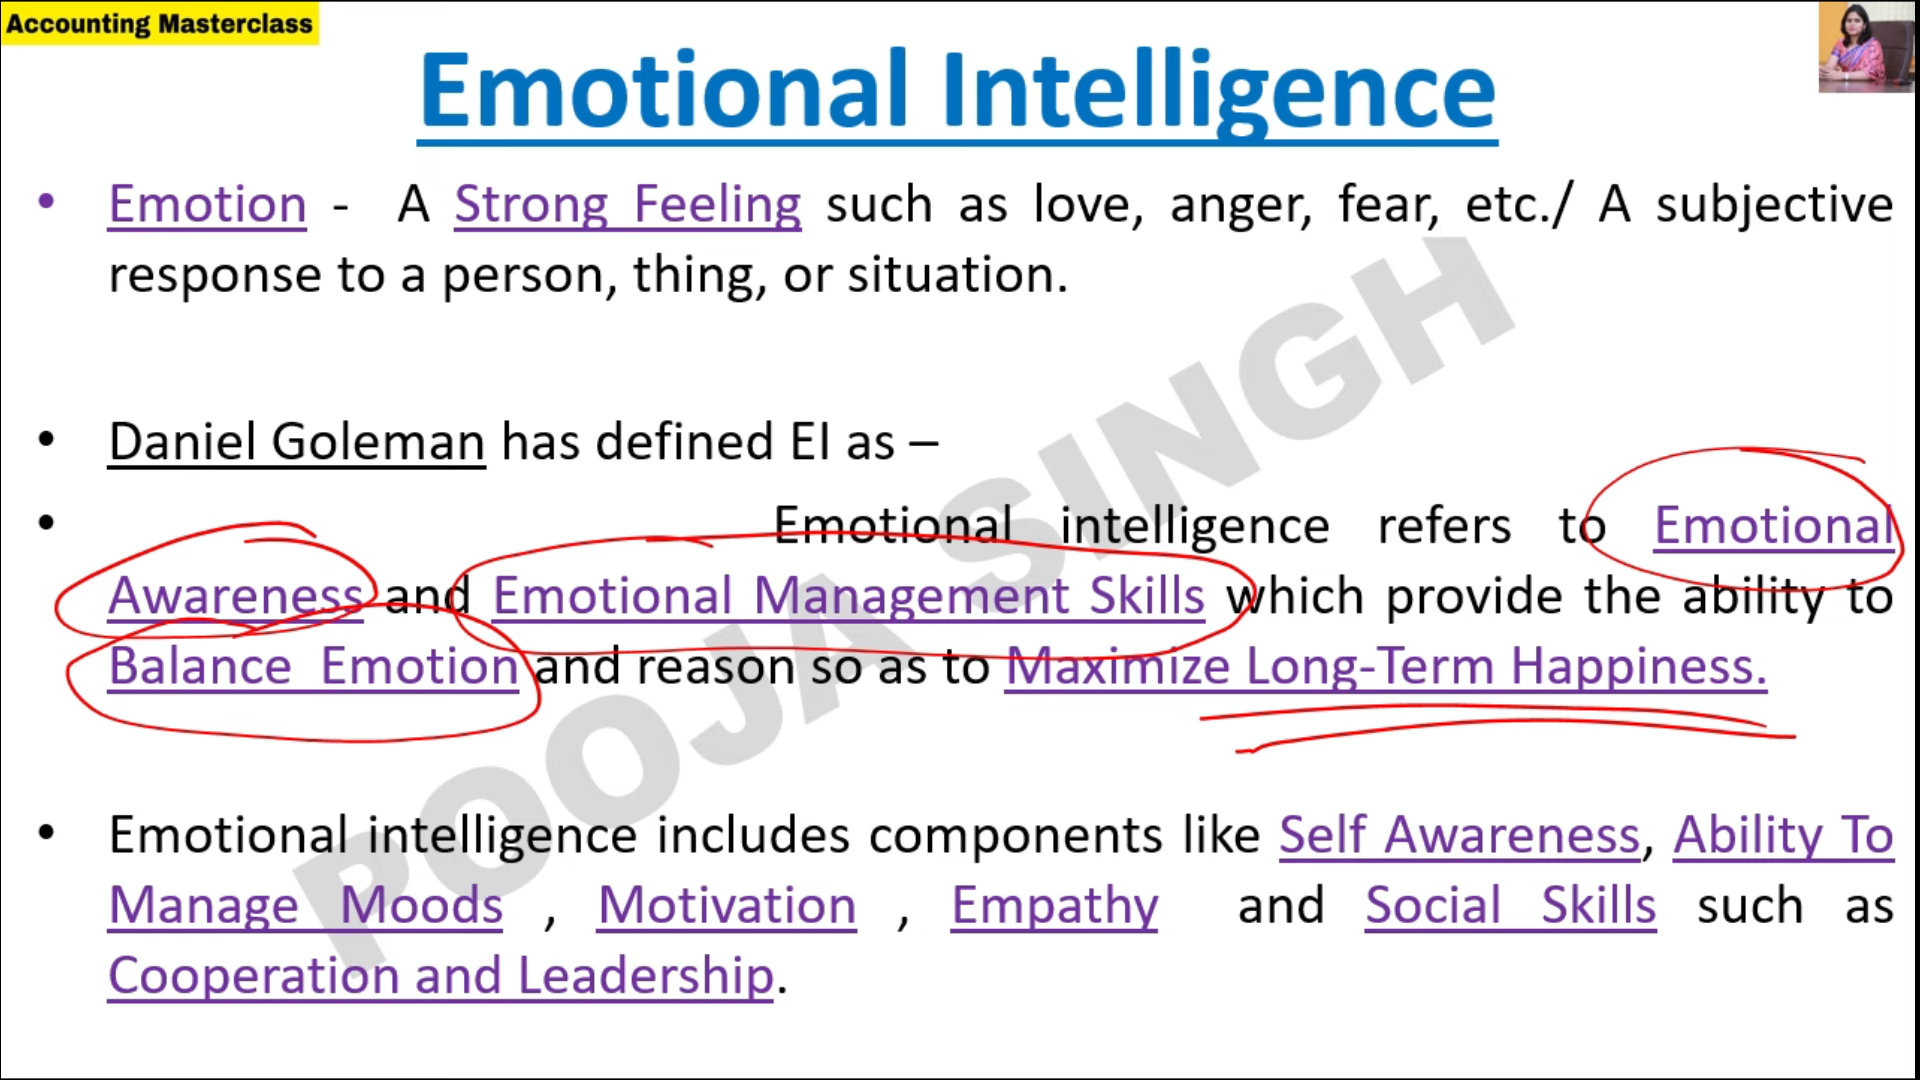 Accounting Masterclass
Emotional Intelligence
• Emotion - A Strong Feeling such as love, anger, fear, etc./ A subjective
response to a person, thing, or situation.
• Daniel Goleman has defined EI as –
• Emotional intelligence refers to Emotional
Awareness and Emotional Management Skills which provide the ability to
Balance Emotion and reason so as to Maximize Long-Term Happiness.
• Emotional intelligence includes components like Self Awareness, Ability To
Manage Moods , Motivation , Empathy and Social Skills such as
Cooperation and Leadership.
POOJA SINGH